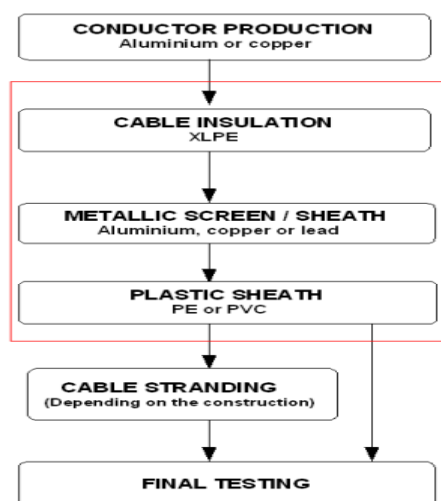 CONDUCTOR PRODUCTION
Aluminium or copper
CABLE INSULATION
XLPE
METALLIC SCREEN / SHEATH
Aluminium, copper or lead
PLASTIC SHEATH
PE or PVC
CABLE STRANDING
(Depending on the construction)
FINAL TESTING